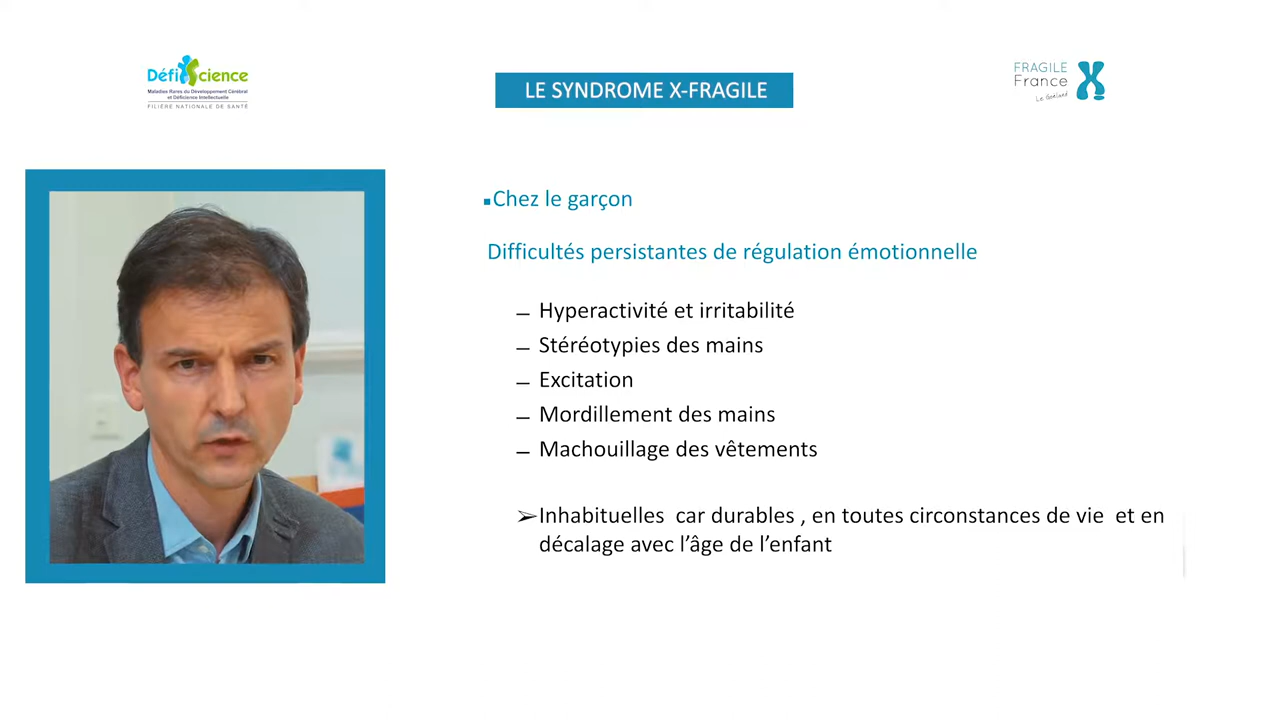 DéfiScience
Maladies Rares du Développement Cérébral
et Déficience Intellectuelle
FILIÈRE NATIONALE DE SANTÉ
LE SYNDROME X-FRAGILE
FRAGILE
France
Le Goéland
X
▪Chez le garçon
Difficultés persistantes de régulation émotionnelle
– Hyperactivité et irritabilité
– Stéréotypies des mains
– Excitation
– Mordillement des mains
– Machouillage des vêtements
➢Inhabituelles car durables , en toutes circonstances de vie et en
décalage avec l’âge de l’enfant